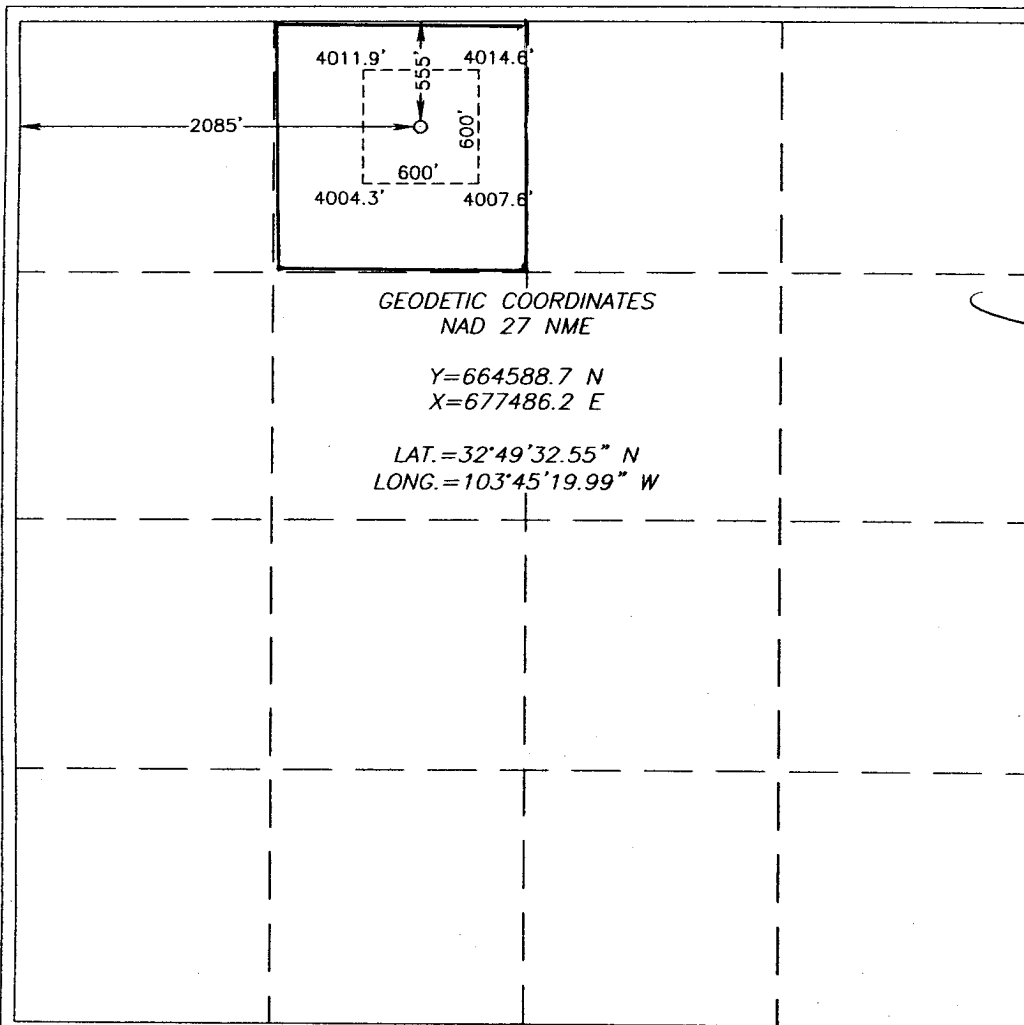 4011.9' 4014.6'
555'
2085'
600'
600'
4004.3' 4007.6'
GEODETIC COORDINATES
NAD 27 NME
Y=664588.7 N
X=677486.2 E
LAT.=32°49'32.55" N
LONG.=103°45'19.99" W